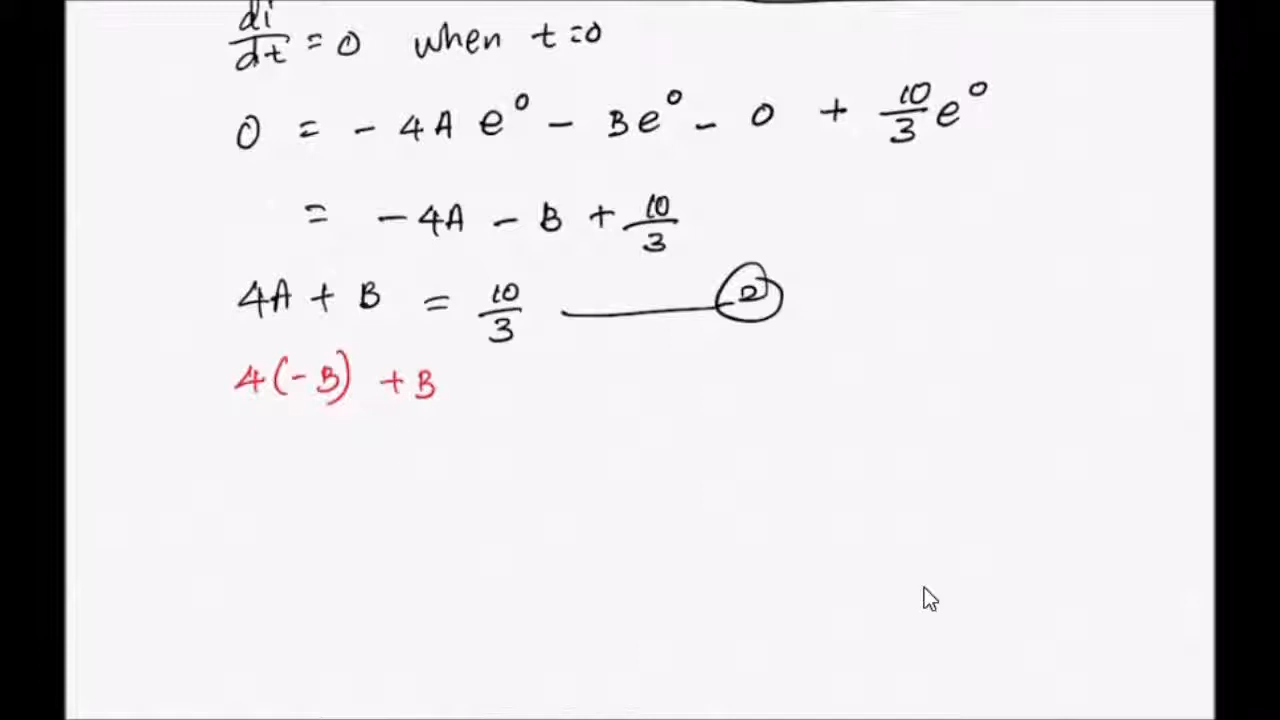 di/dt = 0 when t=0
0 = - 4A e⁰ - Be⁰ - 0 + 10/3 e⁰
= - 4A - B + 10/3
4A + B = 10/3 ——— ②
4(-B) + B